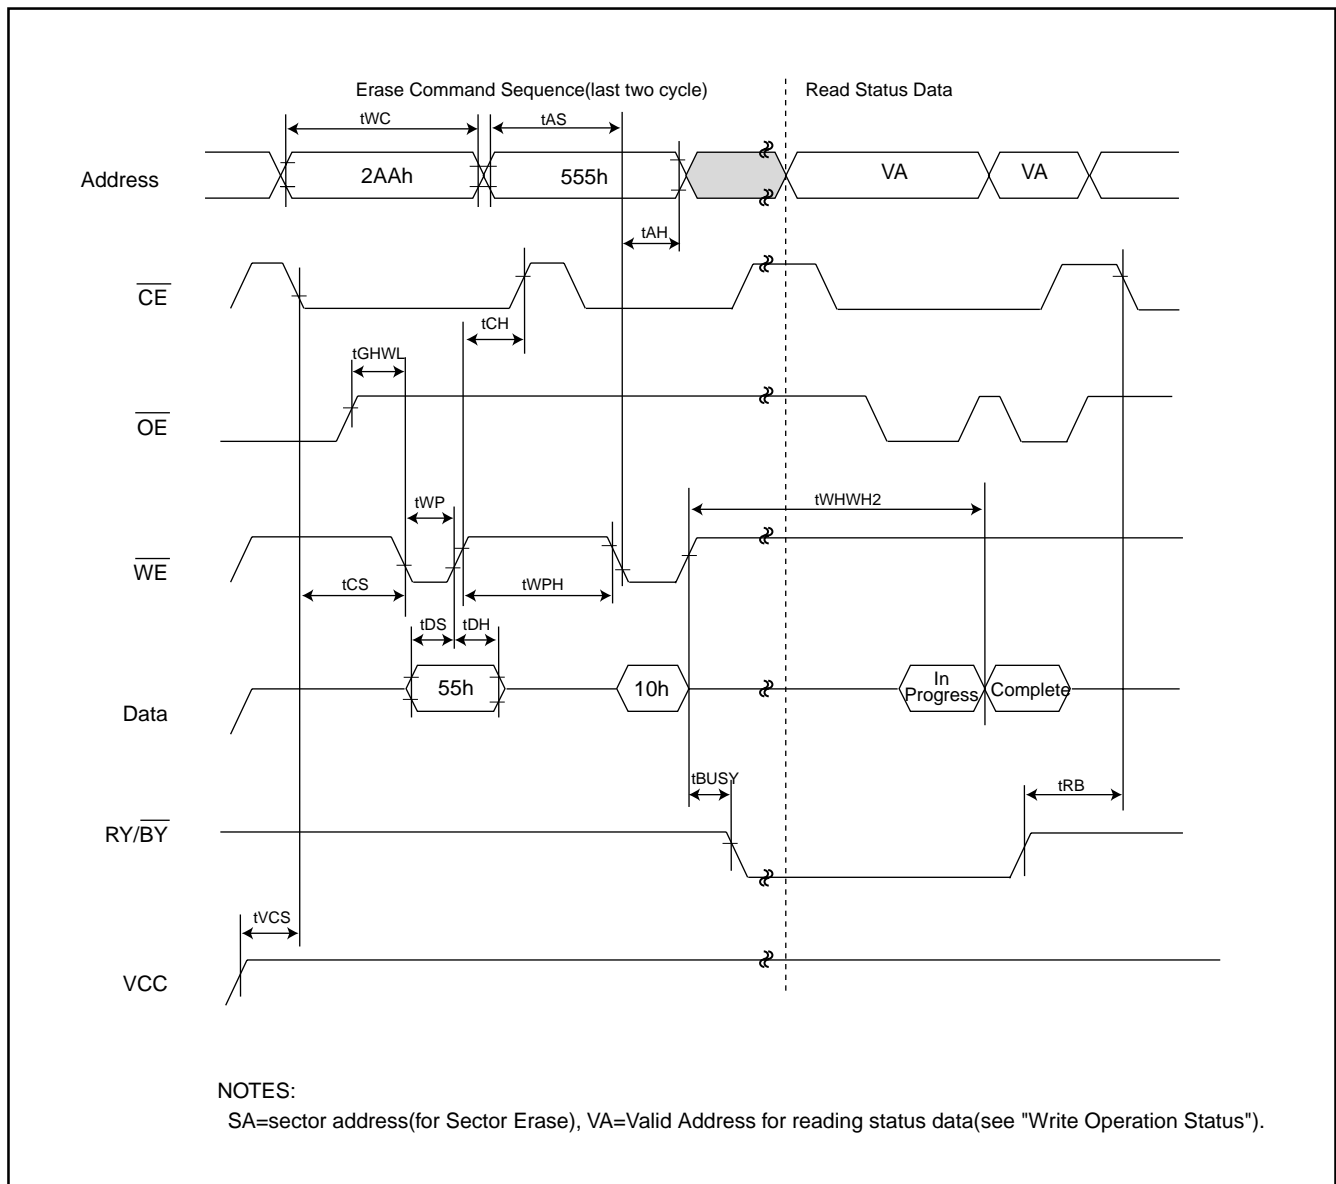 Erase Command Sequence(last two cycle)
Read Status Data
tWC
tAS
Address
2AAh
555h
VA
VA
tAH
CE
tCH
tGHWL
OE
tWP
tWHWH2
WE
tCS
tWPH
tDS
tDH
Data
55h
10h
In
Progress
Complete
tBUSY
tRB
RY/BY
tVCS
VCC
NOTES:
SA=sector address(for Sector Erase), VA=Valid Address for reading status data(see "Write Operation Status").